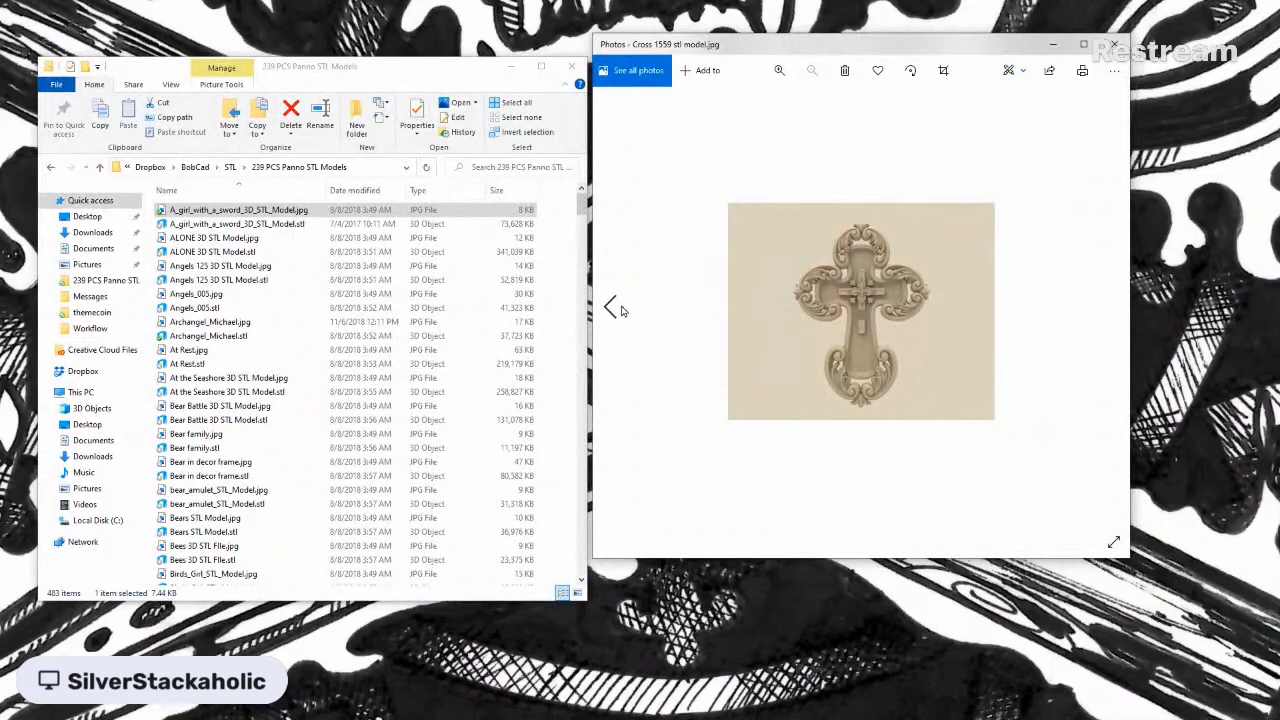 Photos - Cross 1559 stl model.jpg
Restream
See all photos
Add to
Manage
239 PCS Panno STL Models
File
Home
Share
View
Picture Tools
Pin to Quick access
Copy
Paste
Cut
Copy path
Paste shortcut
Move to
Copy to
Delete
Rename
New folder
Properties
Open
Edit
History
Select all
Select none
Invert selection
Clipboard
Organize
New
Open
Select
« Dropbox > BobCad > STL > 239 PCS Panno STL Models
Search 239 PCS Panno STL ...
Name Date modified Type Size
A_girl_with_a_sword_3D_STL_Model.jpg 8/8/2018 3:49 AM JPG File 8 KB
A_girl_with_a_sword_3D_STL_Model.stl 7/4/2017 10:11 AM 3D Object 73,628 KB
ALONE 3D STL Model.jpg 8/8/2018 3:49 AM JPG File 12 KB
ALONE 3D STL Model.stl 8/8/2018 3:51 AM 3D Object 341,039 KB
Angels 125 3D STL Model.jpg 8/8/2018 3:49 AM JPG File 14 KB
Angels 125 3D STL Model.stl 8/8/2018 3:51 AM 3D Object 52,819 KB
Angels_005.jpg 8/8/2018 3:49 AM JPG File 30 KB
Angels_005.stl 8/8/2018 3:52 AM 3D Object 41,323 KB
Archangel_Michael.jpg 11/6/2018 12:11 PM JPG File 17 KB
Archangel_Michael.stl 8/8/2018 3:52 AM 3D Object 37,723 KB
At Rest.jpg 8/8/2018 3:49 AM JPG File 63 KB
At Rest.stl 8/8/2018 3:53 AM 3D Object 219,179 KB
At the Seashore 3D STL Model.jpg 8/8/2018 3:49 AM JPG File 18 KB
At the Seashore 3D STL Model.stl 8/8/2018 3:55 AM 3D Object 258,827 KB
Bear Battle 3D STL Model.jpg 8/8/2018 3:49 AM JPG File 16 KB
Bear Battle 3D STL Model.stl 8/8/2018 3:56 AM 3D Object 131,078 KB
Bear family.jpg 8/8/2018 3:49 AM JPG File 9 KB
Bear family.stl 8/8/2018 3:56 AM 3D Object 11,197 KB
Bear in decor frame.jpg 8/8/2018 3:49 AM JPG File 47 KB
Bear in decor frame.stl 8/8/2018 3:57 AM 3D Object 80,582 KB
bear_amulet_STL_Model.jpg 8/8/2018 3:49 AM JPG File 9 KB
bear_amulet_STL_Model.stl 8/8/2018 3:57 AM 3D Object 31,318 KB
Bears STL Model.jpg 8/8/2018 3:49 AM JPG File 10 KB
Bears STL Model.stl 8/8/2018 3:57 AM 3D Object 36,976 KB
Bees 3D STL File.jpg 8/8/2018 3:49 AM JPG File 9 KB
Bees 3D STL File.stl 8/8/2018 3:57 AM 3D Object 23,375 KB
Birds_Girl_STL_Model.jpg 8/8/2018 3:49 AM JPG File 15 KB
Quick access
Desktop
Downloads
Documents
Pictures
239 PCS Panno STL
Messages
themecoin
Workflow
Creative Cloud Files
Dropbox
This PC
3D Objects
Desktop
Documents
Downloads
Music
Pictures
Videos
Local Disk (C:)
Network
483 items 1 item selected 7.44 KB
SilverStackaholic